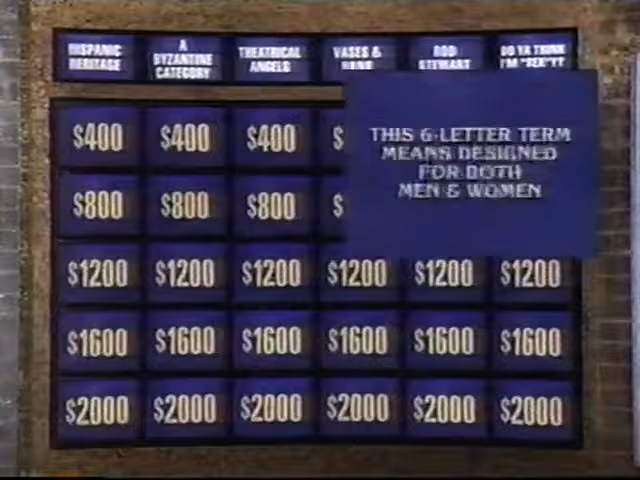 HISPANIC
HERITAGE
A
BYZANTINE
CATEGORY
THEATRICAL
ANGELS
VASES &
ROD
STEWART
DO YA THINK
I'M "SEX"Y?
$400
$400
$400
$
THIS 6-LETTER TERM
MEANS DESIGNED
FOR BOTH
MEN & WOMEN
$800
$800
$800
$
$1200
$1200
$1200
$1200
$1200
$1200
$1600
$1600
$1600
$1600
$1600
$1600
$2000
$2000
$2000
$2000
$2000
$2000